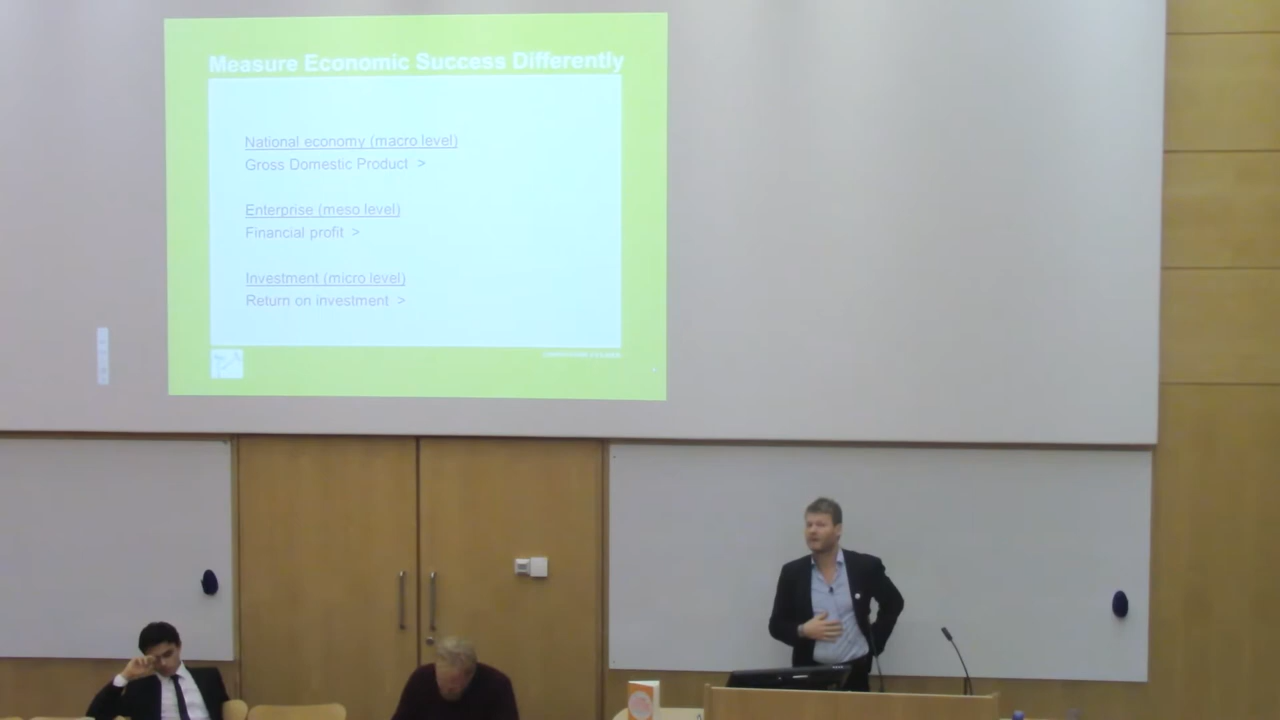 Measure Economic Success Differently
National economy (macro level)
Gross Domestic Product >
Enterprise (meso level)
Financial profit >
Investment (micro level)
Return on investment >